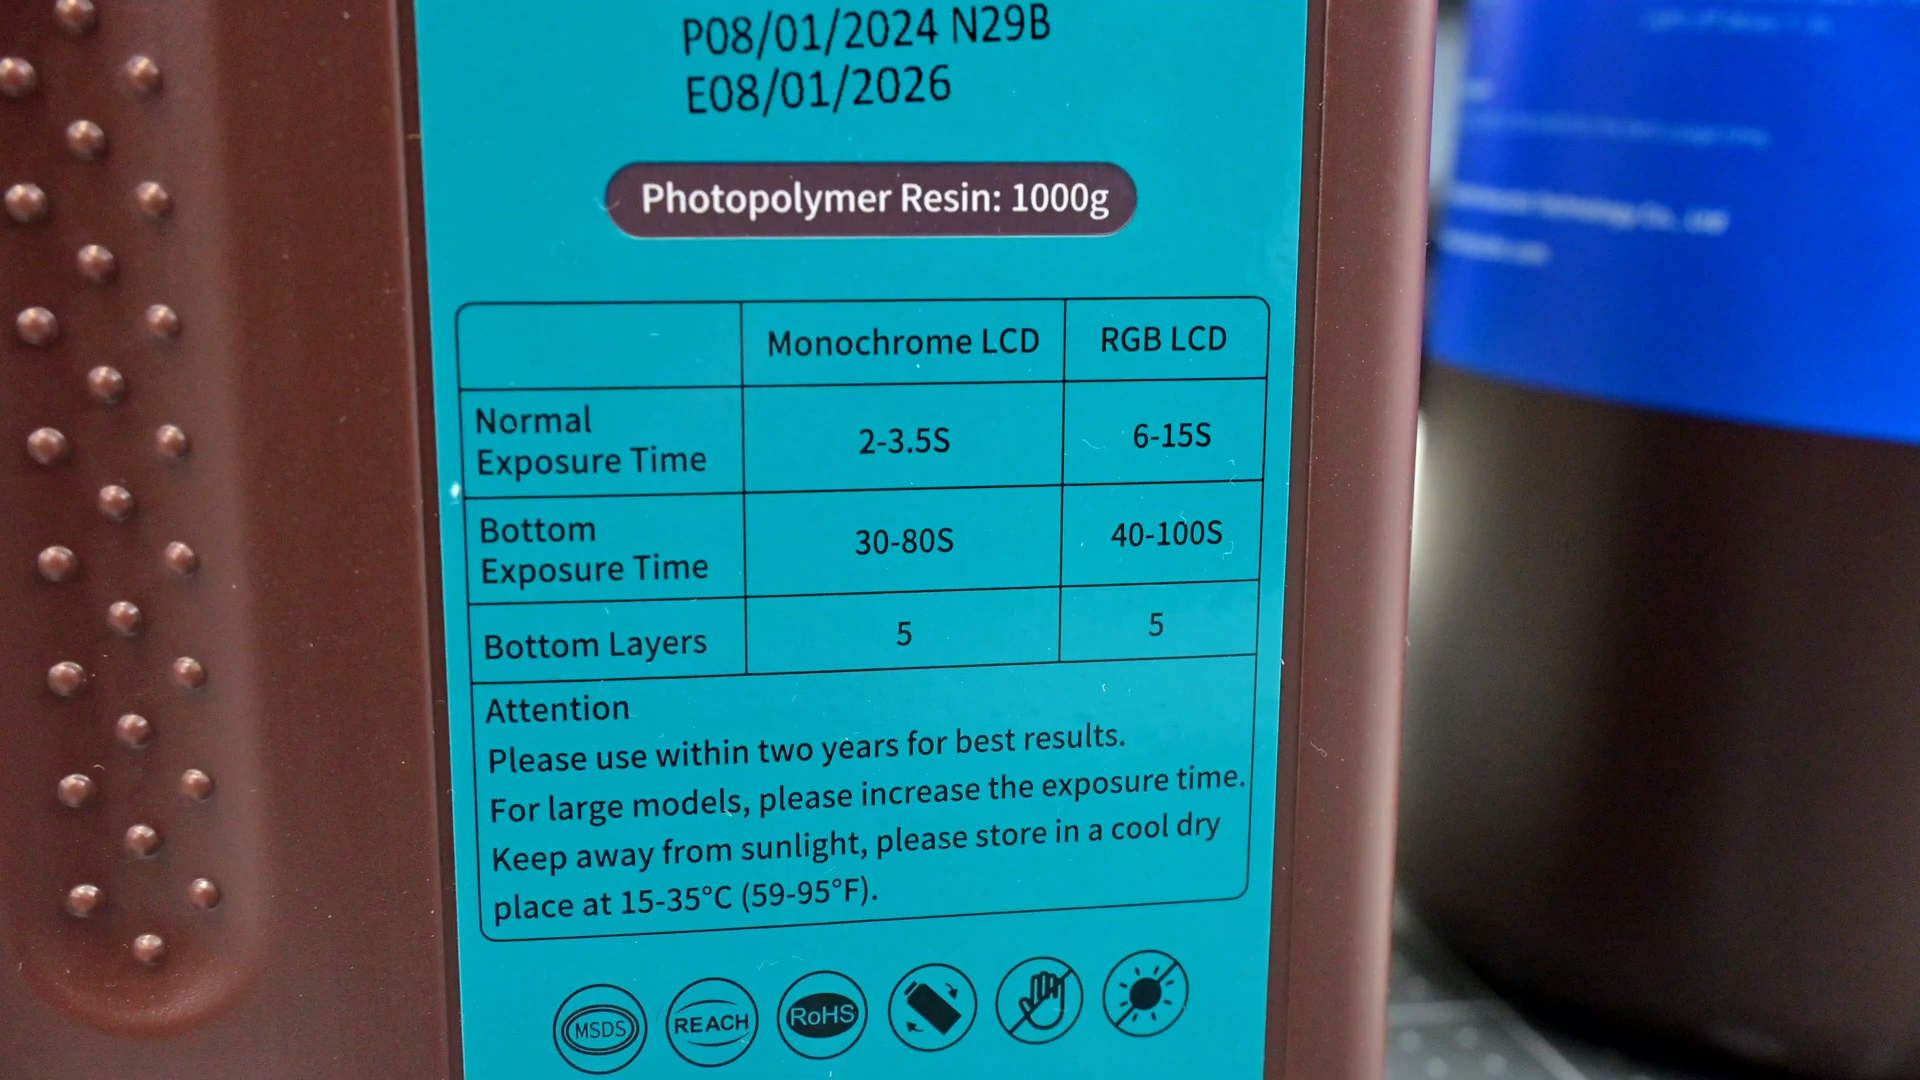 P08/01/2024 N29B
E08/01/2026
Photopolymer Resin: 1000g
Monochrome LCD RGB LCD
Normal
Exposure Time 2-3.5S 6-15S
Bottom
Exposure Time 30-80S 40-100S
Bottom Layers 5 5
Attention
Please use within two years for best results.
For large models, please increase the exposure time.
Keep away from sunlight, please store in a cool dry
place at 15-35°C (59-95°F).
MSDS REACH RoHS
Technology Co., Ltd